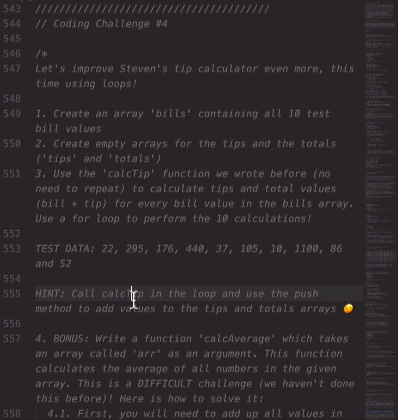 543 ///////////////////////////////////////
544 // Coding Challenge #4
545
546 /*
547 Let's improve Steven's tip calculator even more, this
time using loops!
548
549 1. Create an array 'bills' containing all 10 test
bill values
550 2. Create empty arrays for the tips and the totals
('tips' and 'totals')
551 3. Use the 'calcTip' function we wrote before (no
need to repeat) to calculate tips and total values
(bill + tip) for every bill value in the bills array.
Use a for loop to perform the 10 calculations!
552
553 TEST DATA: 22, 295, 176, 440, 37, 105, 10, 1100, 86
and 52
554
555 HINT: Call calcTip in the loop and use the push
method to add values to the tips and totals arrays 😉
556
557 4. BONUS: Write a function 'calcAverage' which takes
an array called 'arr' as an argument. This function
calculates the average of all numbers in the given
array. This is a DIFFICULT challenge (we haven't done
this before)! Here is how to solve it:
558 4.1. First, you will need to add up all values in